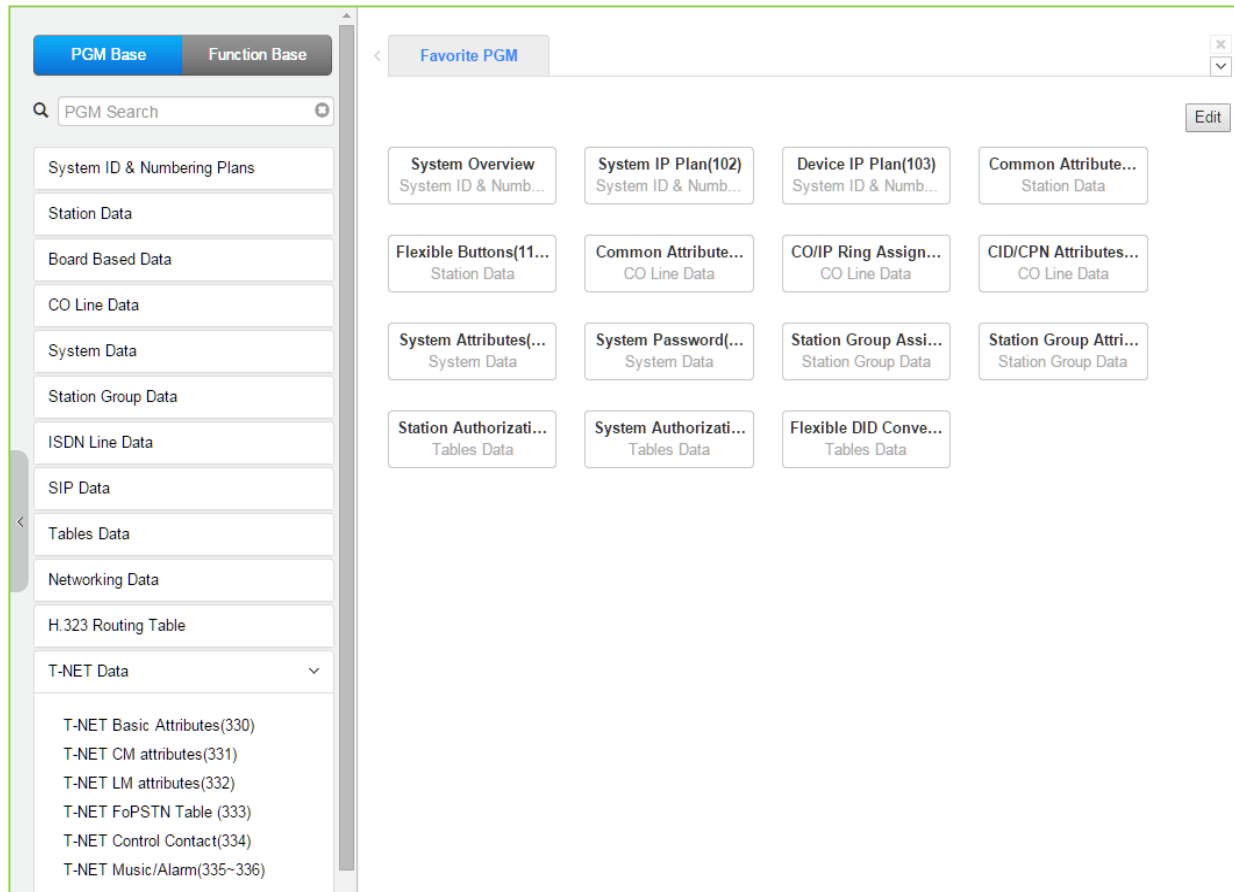 PGM Base
Function Base
PGM Search
System ID & Numbering Plans
Station Data
Board Based Data
CO Line Data
System Data
Station Group Data
ISDN Line Data
SIP Data
Tables Data
Networking Data
H.323 Routing Table
T-NET Data
T-NET Basic Attributes(330)
T-NET CM attributes(331)
T-NET LM attributes(332)
T-NET FoPSTN Table (333)
T-NET Control Contact(334)
T-NET Music/Alarm(335~336)
Favorite PGM
Edit
System Overview
System ID & Numb...
System IP Plan(102)
System ID & Numb...
Device IP Plan(103)
System ID & Numb...
Common Attribute...
Station Data
Flexible Buttons(11...
Station Data
Common Attribute...
CO Line Data
CO/IP Ring Assign...
CO Line Data
CID/CPN Attributes...
CO Line Data
System Attributes(...
System Data
System Password(...
System Data
Station Group Assi...
Station Group Data
Station Group Attri...
Station Group Data
Station Authorizati...
Tables Data
System Authorizati...
Tables Data
Flexible DID Conve...
Tables Data